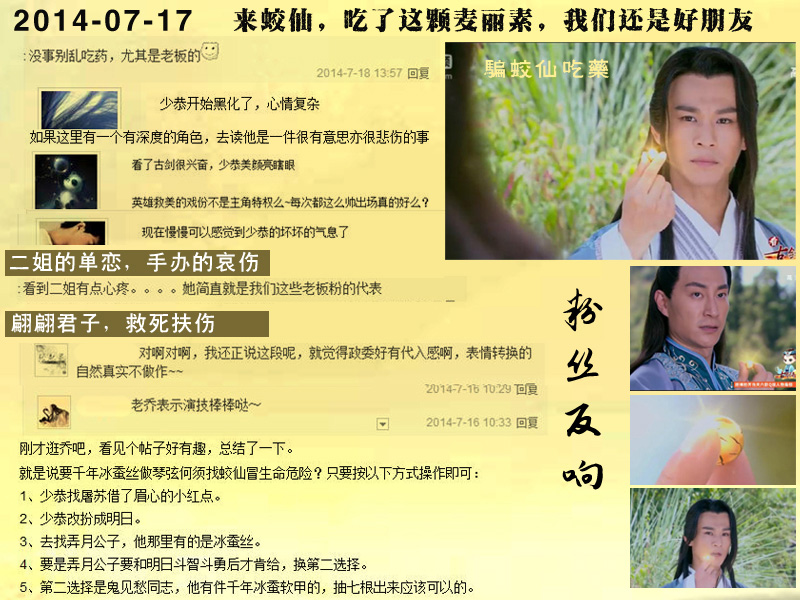 2014-07-17 来蛟仙，吃了这颗麦丽素，我们还是好朋友
:没事别乱吃药，尤其是老板的
2014-7-18 13:57 回复
騙蛟仙吃藥
少恭开始黑化了，心情复杂
如果这里有一个有深度的角色，去读他是一件很有意思亦很悲伤的事
看了古剑很兴奋，少恭美颜亮瞎眼
英雄救美的戏份不是主角特权么~每次都这么帅出场真的好么？
现在慢慢可以感觉到少恭的坏坏的气息了
二姐的单恋，手办的哀伤
:看到二姐有点心疼。。。。她简直就是我们这些老板粉的代表
翩翩君子，救死扶伤
对啊对啊，我还正说这段呢，就觉得政委好有代入感啊，表情转换的
自然真实不做作~~
2014-7-16 10:29 回复
老乔表示演技棒棒哒～
2014-7-16 10:33 回复
粉丝反响
刚才逛乔吧，看见个帖子好有趣，总结了一下。
就是说要千年冰蚕丝做琴弦何须找蛟仙冒生命危险？只要按以下方式操作即可：
1、少恭找屠苏借了眉心的小红点。
2、少恭改扮成明日。
3、去找弄月公子，他那里有的是冰蚕丝。
4、要是弄月公子要和明日斗智斗勇后才肯给，换第二选择。
5、第二选择是鬼见愁同志，他有件千年冰蚕软甲的，抽七根出来应该可以的。